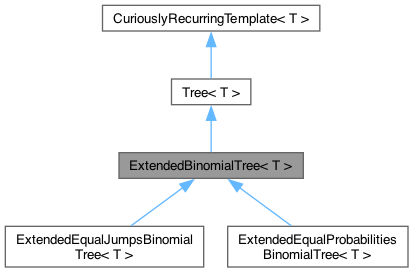 CuriouslyRecurringTemplate< T >
Tree< T >
ExtendedBinomialTree< T >
ExtendedEqualJumpsBinomial
Tree< T >
ExtendedEqualProbabilities
BinomialTree< T >